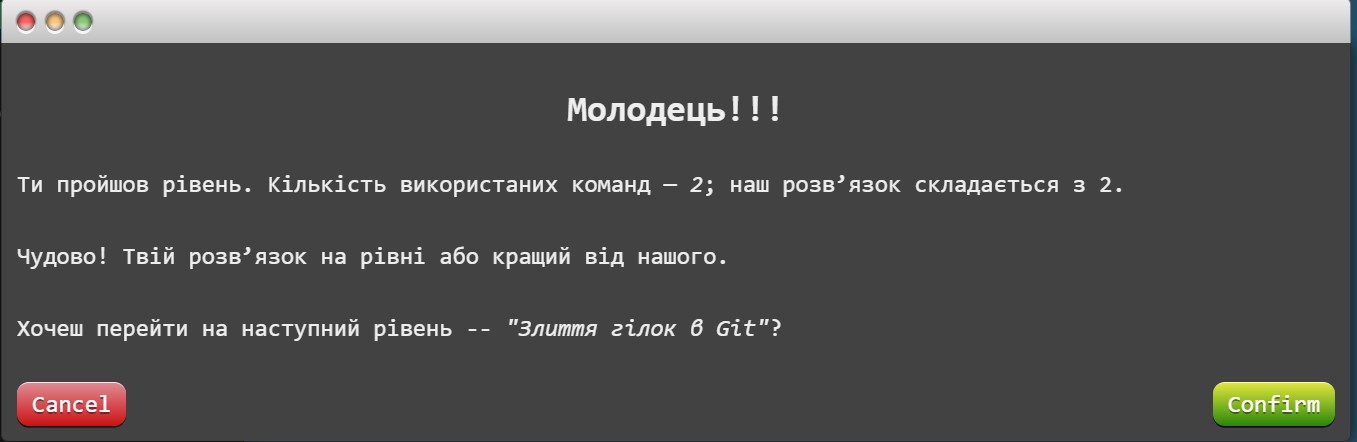 Молодець!!!
Ти пройшов рівень. Кількість використаних команд — 2; наш розв’язок складається з 2.
Чудово! Твій розв’язок на рівні або кращий від нашого.
Хочеш перейти на наступний рівень -- "Злиття гілок в Git"?
Cancel
Confirm